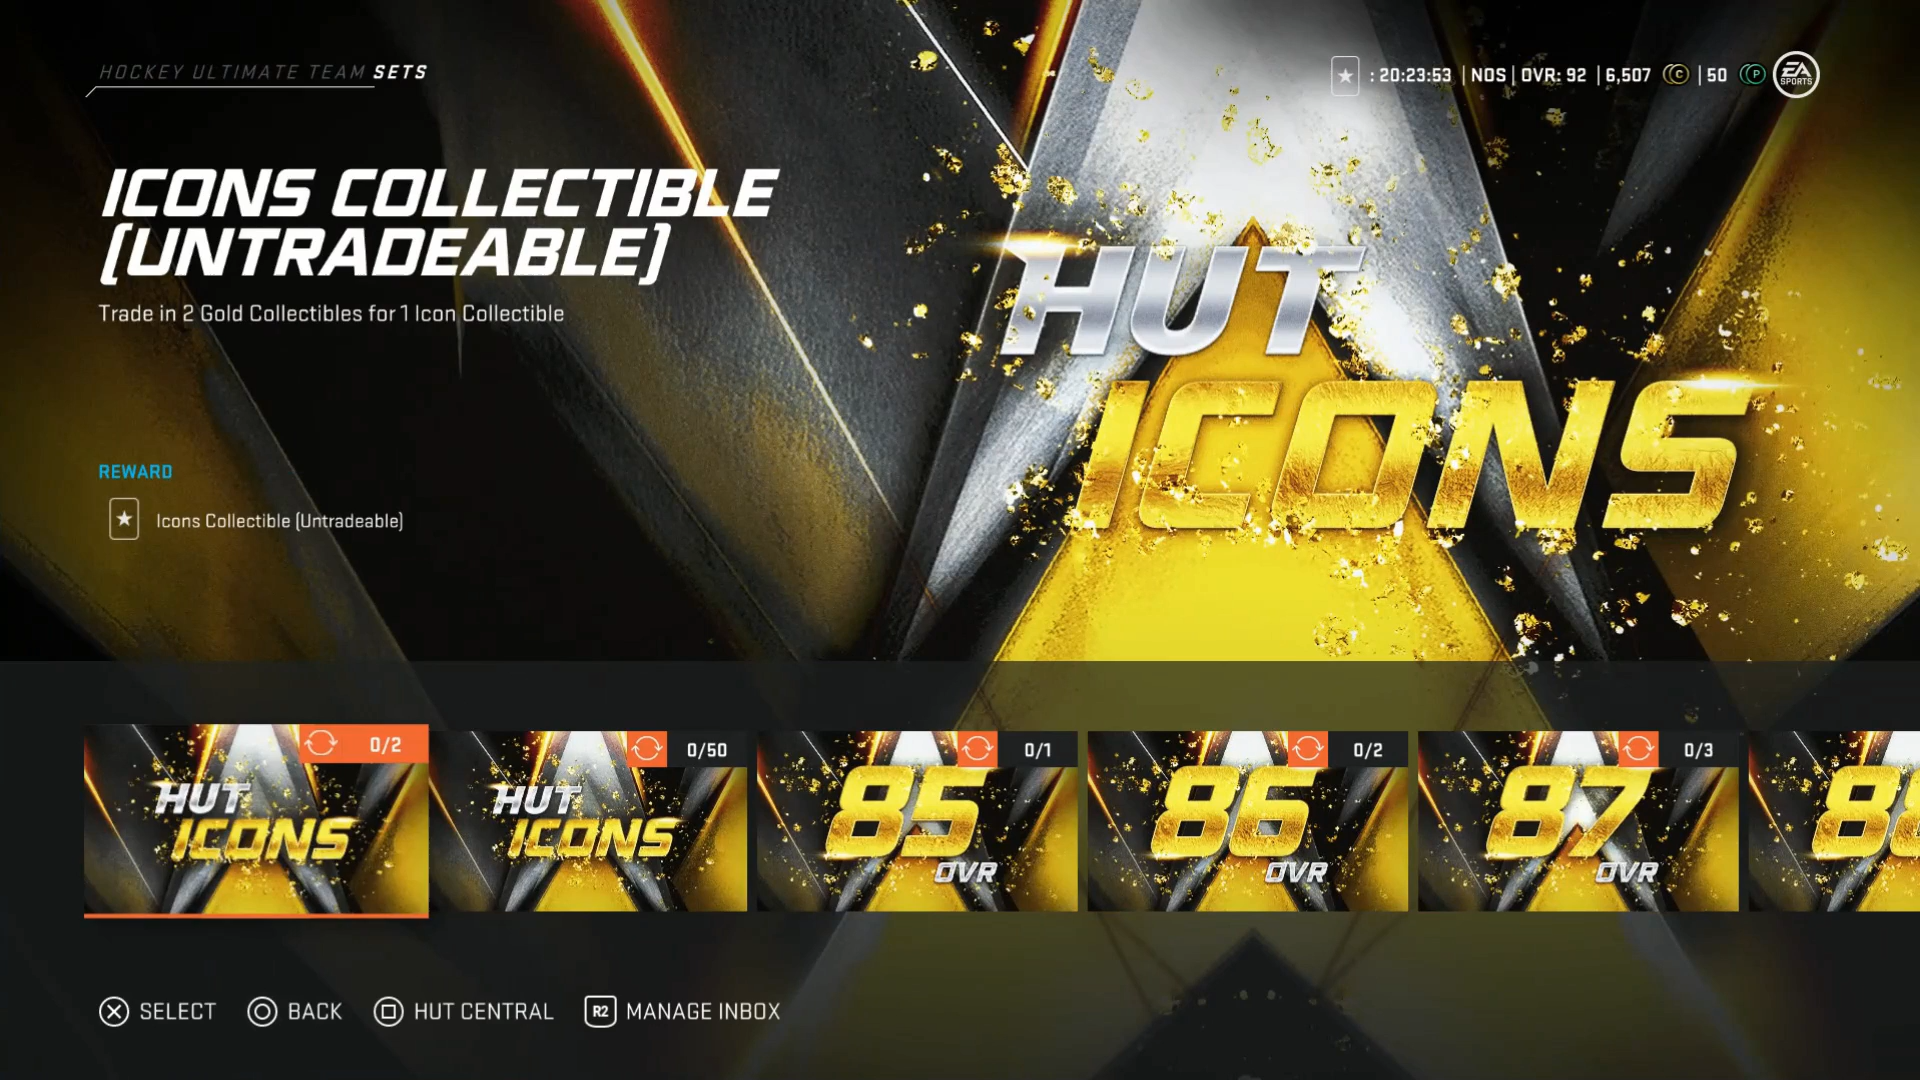 HOCKEY ULTIMATE TEAM SETS
: 20:23:53 | NOS | OVR: 92 | 6,507 C | 50 P EA SPORTS
ICONS COLLECTIBLE
(UNTRADEABLE)
Trade in 2 Gold Collectibles for 1 Icon Collectible
HUT
ICONS
REWARD
Icons Collectible (Untradeable)
0/2
HUT
ICONS
0/50
HUT
ICONS
0/1
85
OVR
0/2
86
OVR
0/3
87
OVR
88
SELECT
BACK
HUT CENTRAL
R2 MANAGE INBOX